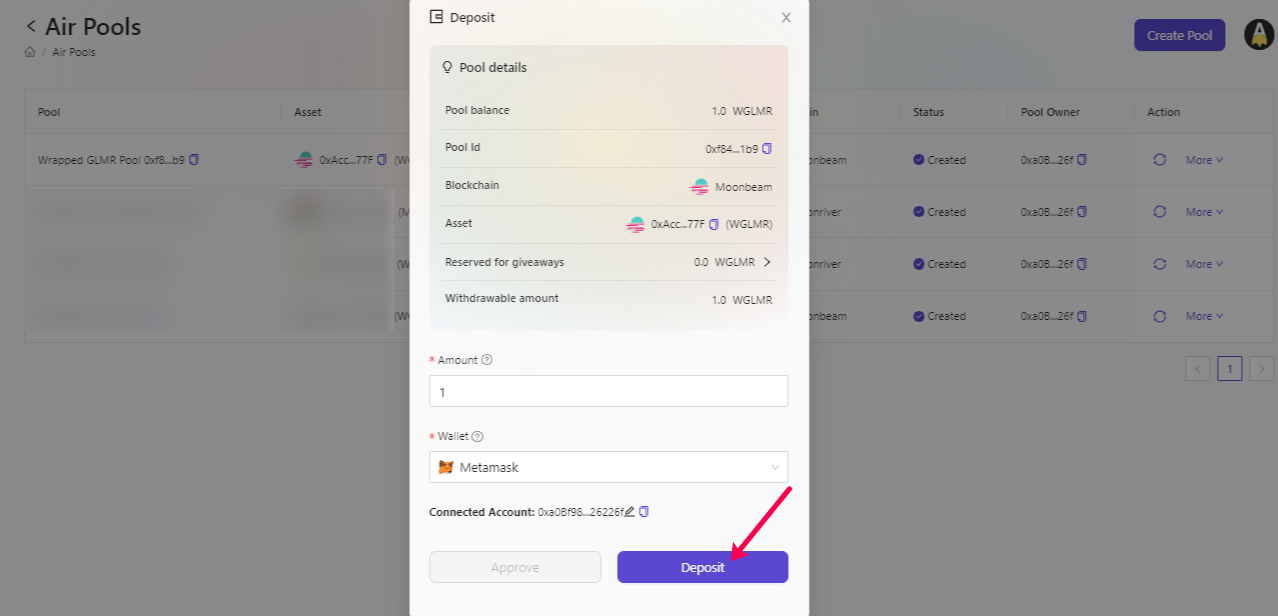 Air Pools
/ Air Pools
Create Pool
Pool Asset in Status Pool Owner Action
Wrapped GLMR Pool 0xf8...b9 0xAcc...77F (W onbeam Created 0xa0B...26f More
(M onriver Created 0xa0B...26f More
(W onriver Created 0xa0B...26f More
(W onbeam Created 0xa0B...26f More
1
Deposit
Pool details
Pool balance 1.0 WGLMR
Pool Id 0xf84...1b9
Blockchain Moonbeam
Asset 0xAcc...77F (WGLMR)
Reserved for giveaways 0.0 WGLMR
Withdrawable amount 1.0 WGLMR
* Amount
1
* Wallet
Metamask
Connected Account: 0xa0Bf98...26226f
Approve Deposit